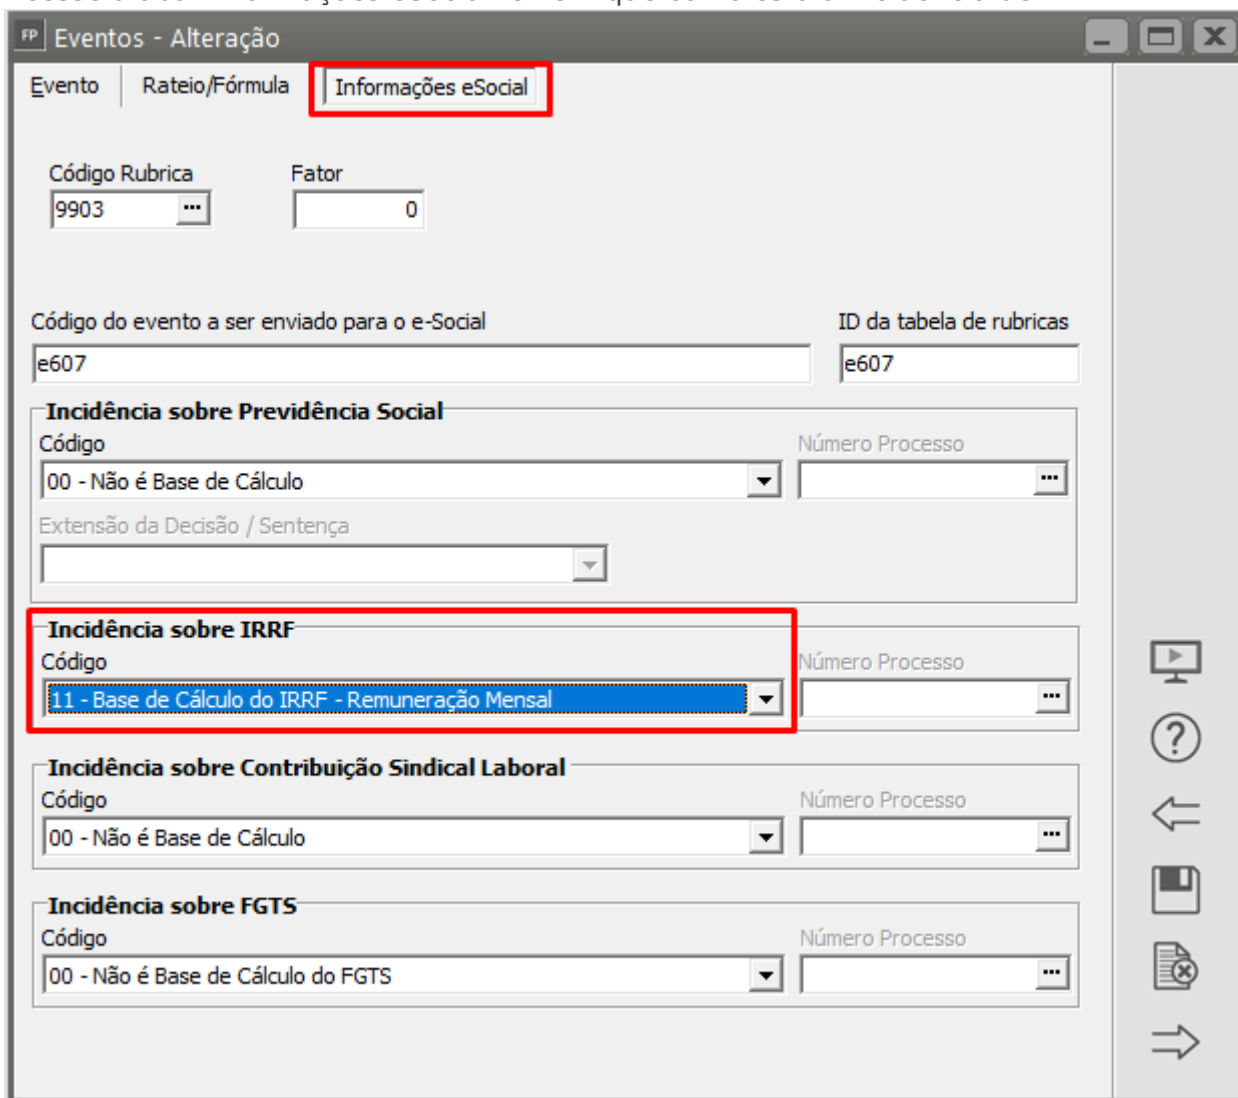 FP Eventos - Alteração
Evento Rateio/Fórmula Informações eSocial
Código Rubrica Fator
9903 ... 0
Código do evento a ser enviado para o e-Social ID da tabela de rubricas
e607 e607
Incidência sobre Previdência Social
Código Número Processo
00 - Não é Base de Cálculo ...
Extensão da Decisão / Sentença
Incidência sobre IRRF
Código Número Processo
11 - Base de Cálculo do IRRF - Remuneração Mensal ...
Incidência sobre Contribuição Sindical Laboral
Código Número Processo
00 - Não é Base de Cálculo ...
Incidência sobre FGTS
Código Número Processo
00 - Não é Base de Cálculo do FGTS ...